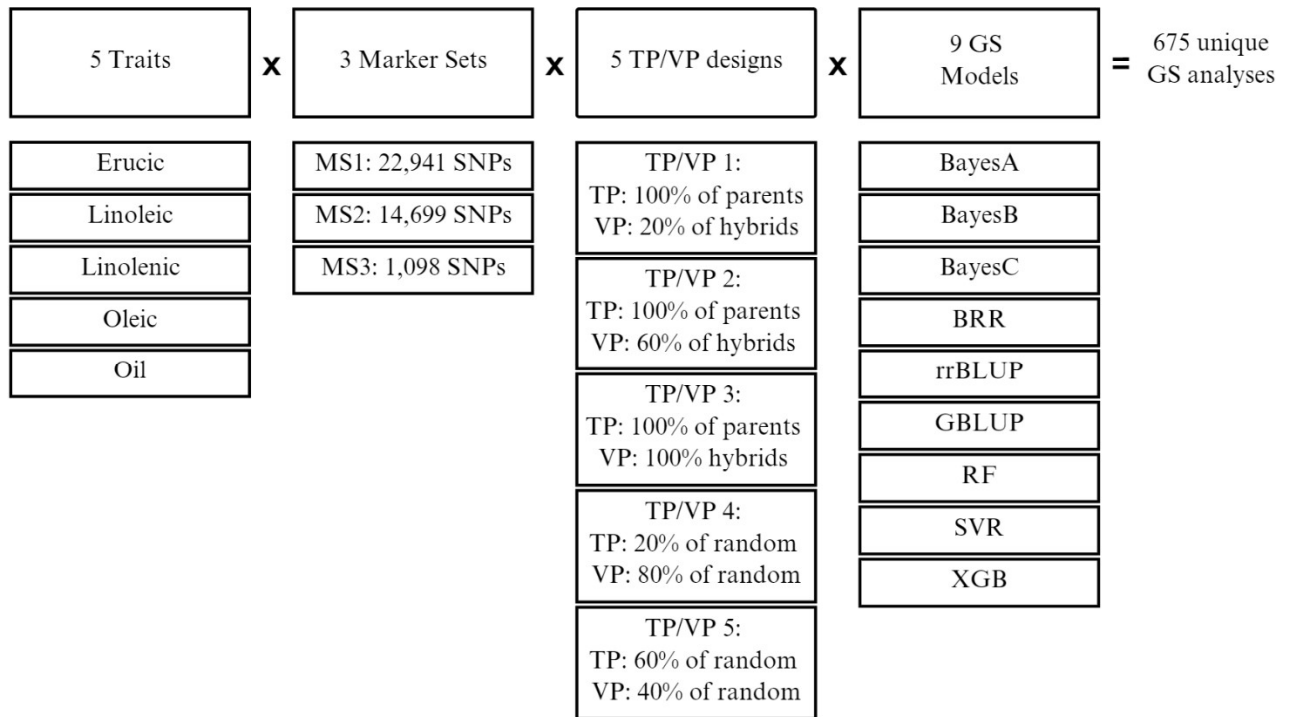 5 Traits
x
3 Marker Sets
x
5 TP/VP designs
x
9 GS
Models
=
675 unique
GS analyses
Erucic
Linoleic
Linolenic
Oleic
Oil
MS1: 22,941 SNPs
MS2: 14,699 SNPs
MS3: 1,098 SNPs
TP/VP 1:
TP: 100% of parents
VP: 20% of hybrids
TP/VP 2:
TP: 100% of parents
VP: 60% of hybrids
TP/VP 3:
TP: 100% of parents
VP: 100% hybrids
TP/VP 4:
TP: 20% of random
VP: 80% of random
TP/VP 5:
TP: 60% of random
VP: 40% of random
BayesA
BayesB
BayesC
BRR
rrBLUP
GBLUP
RF
SVR
XGB